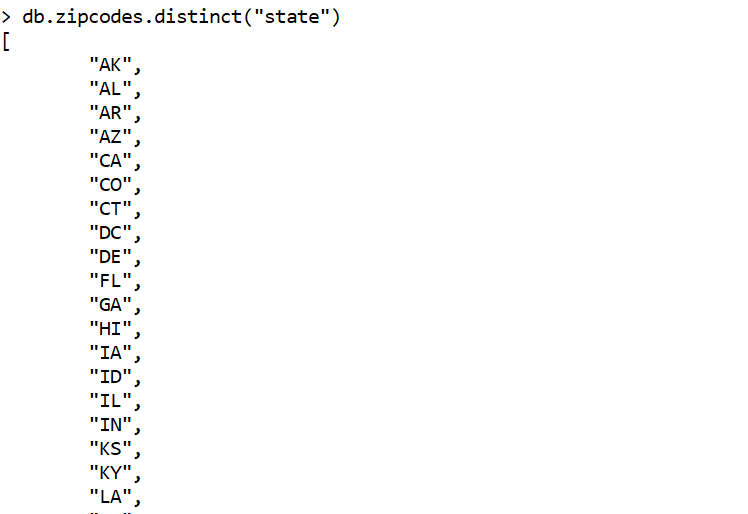 > db.zipcodes.distinct("state")
[
"AK",
"AL",
"AR",
"AZ",
"CA",
"CO",
"CT",
"DC",
"DE",
"FL",
"GA",
"HI",
"IA",
"ID",
"IL",
"IN",
"KS",
"KY",
"LA",